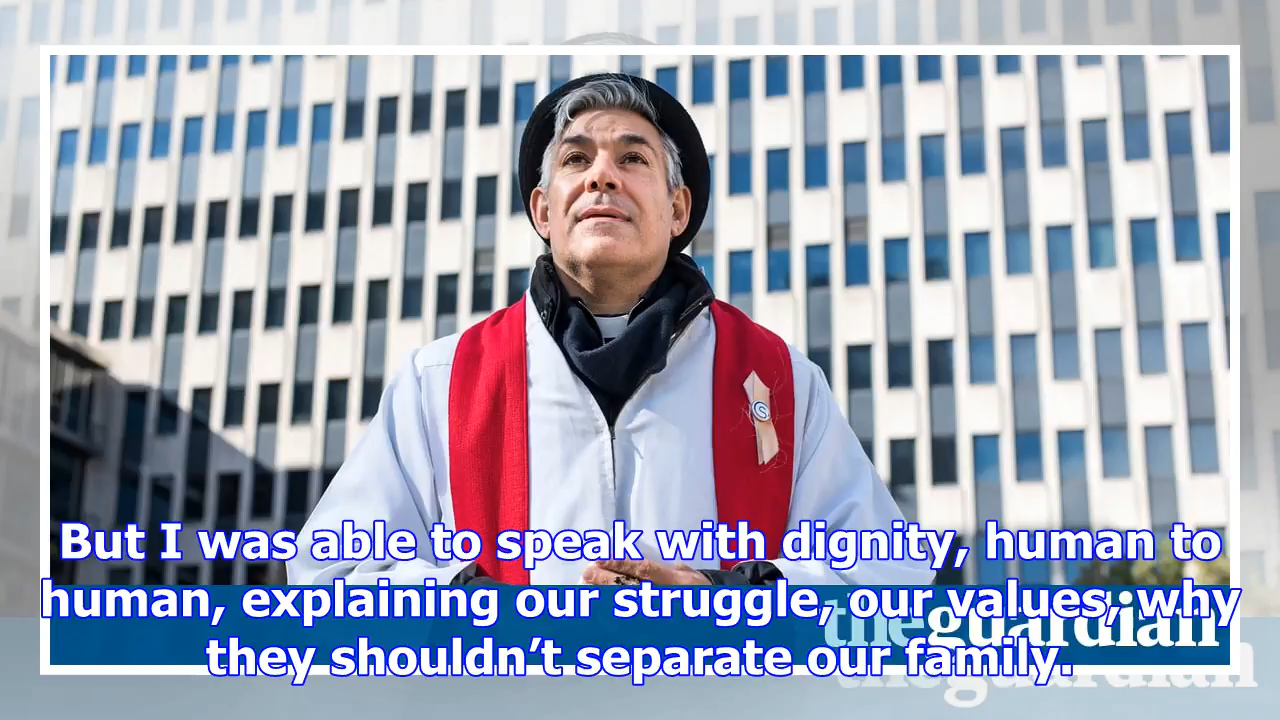 But I was able to speak with dignity, human to
human, explaining our struggle, our values, why
they shouldn’t separate our family.
theguardian
theguardian